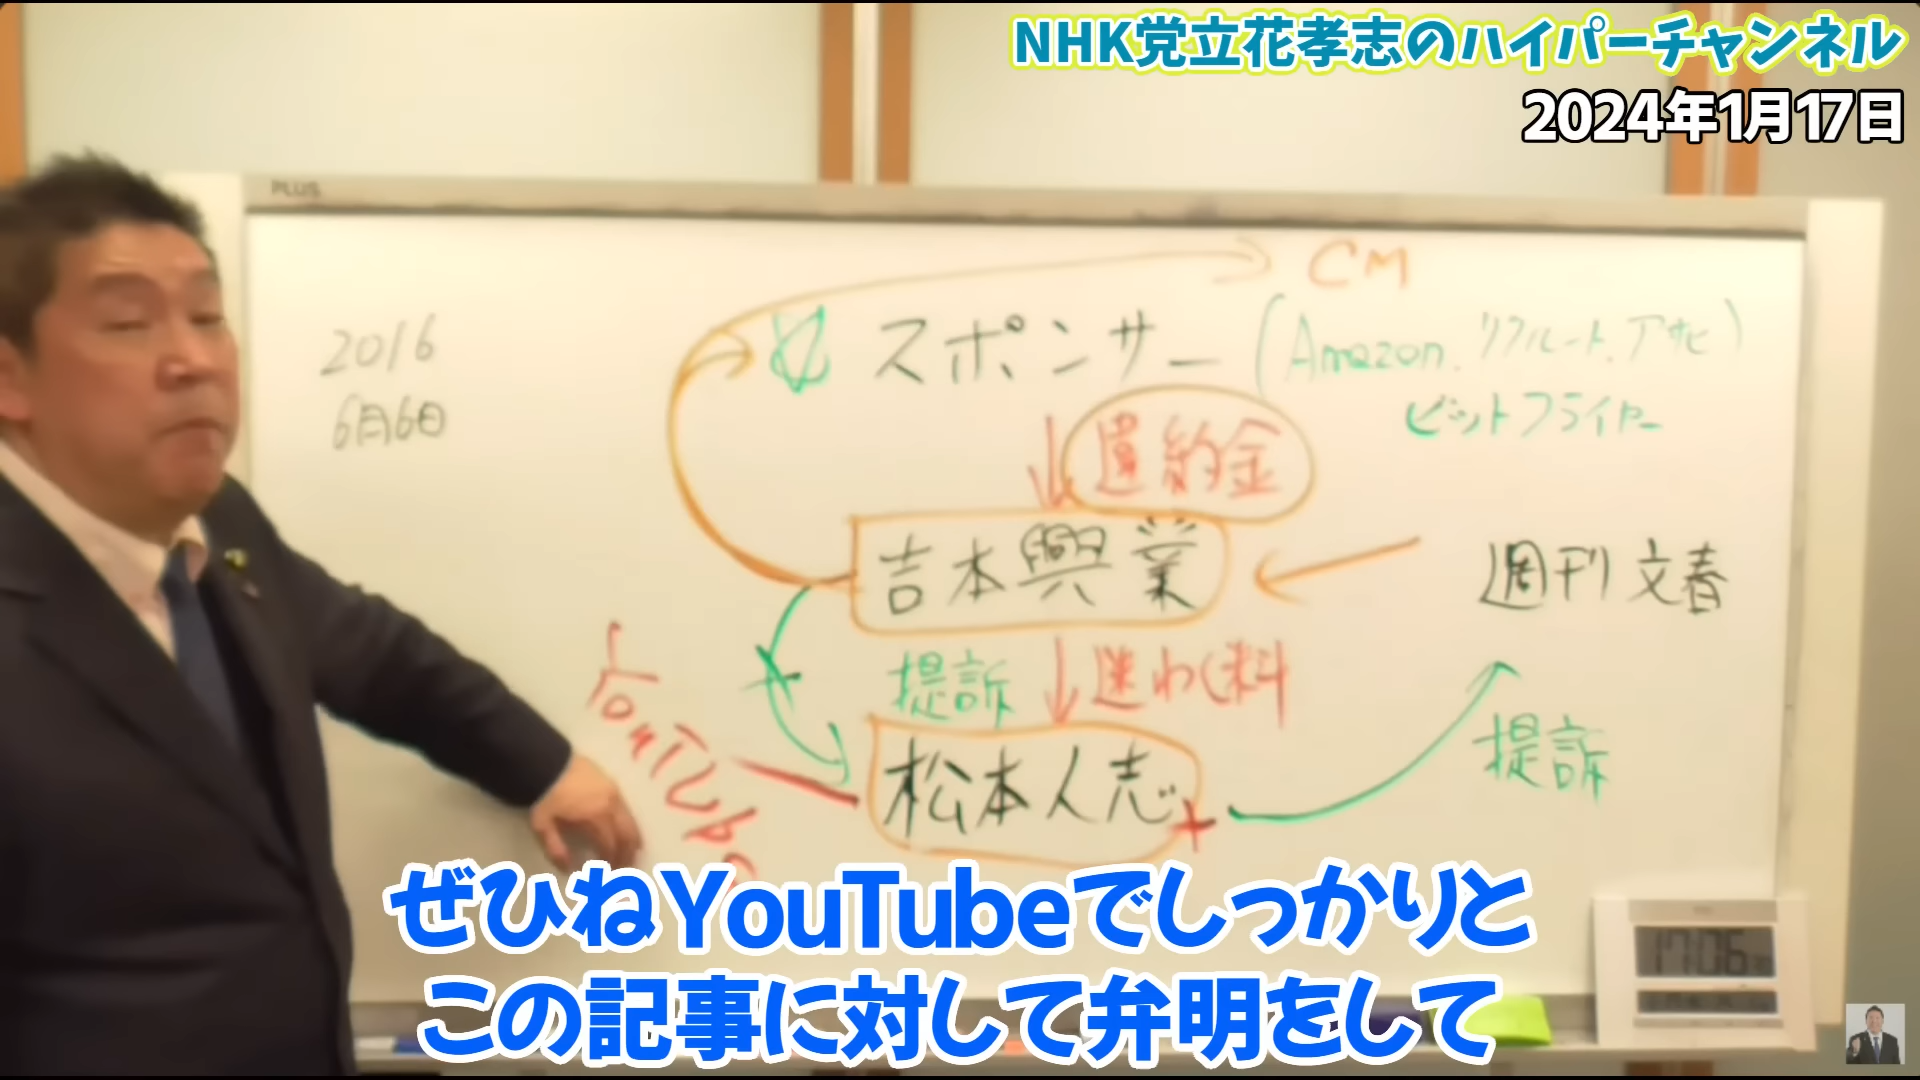 NHK党立花孝志のハイパーチャンネル
2024年1月17日
PLUS
CM
2016
6月6日
スポンサー (Amazon. リクルート. アサヒ)
ビットフライヤー
違約金
吉本興業
週刊文春
提訴
迷わく料
YouTube
松本人志
提訴
17:06
ぜひねYouTubeでしっかりと
この記事に対して弁明をして